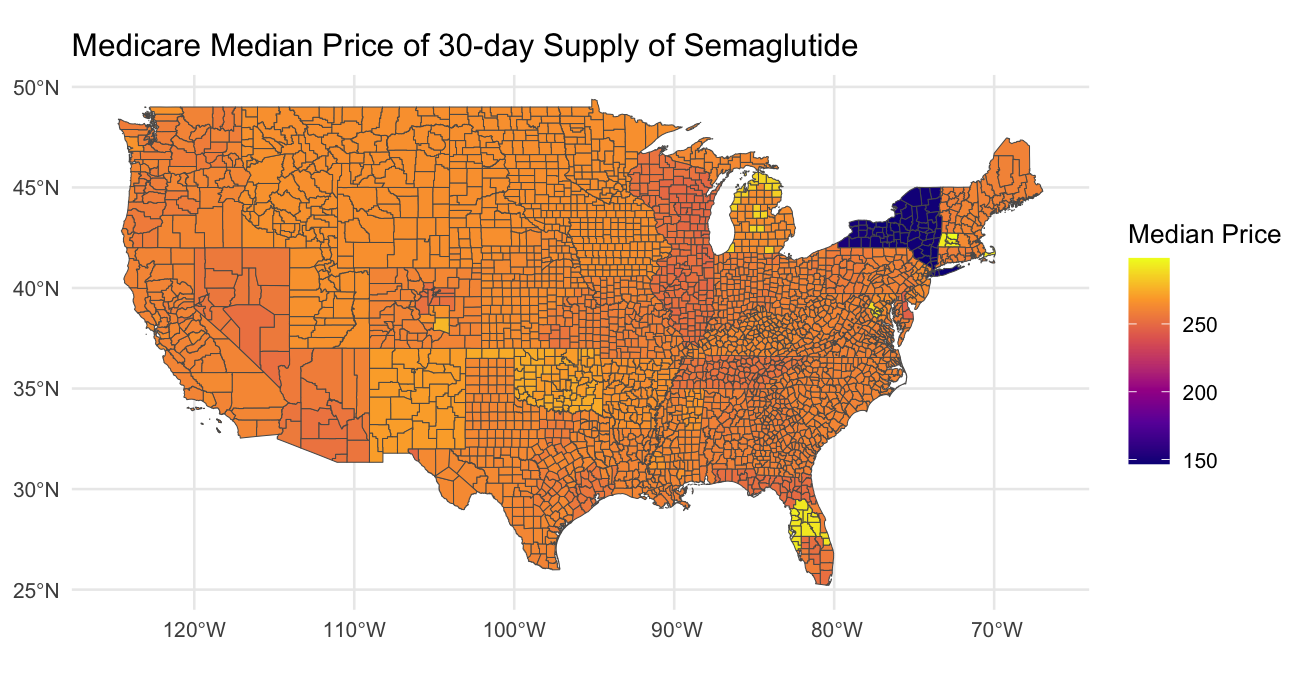 Medicare Median Price of 30-day Supply of Semaglutide
50°N
45°N
40°N
35°N
30°N
25°N
120°W 110°W 100°W 90°W 80°W 70°W
Median Price
250
200
150